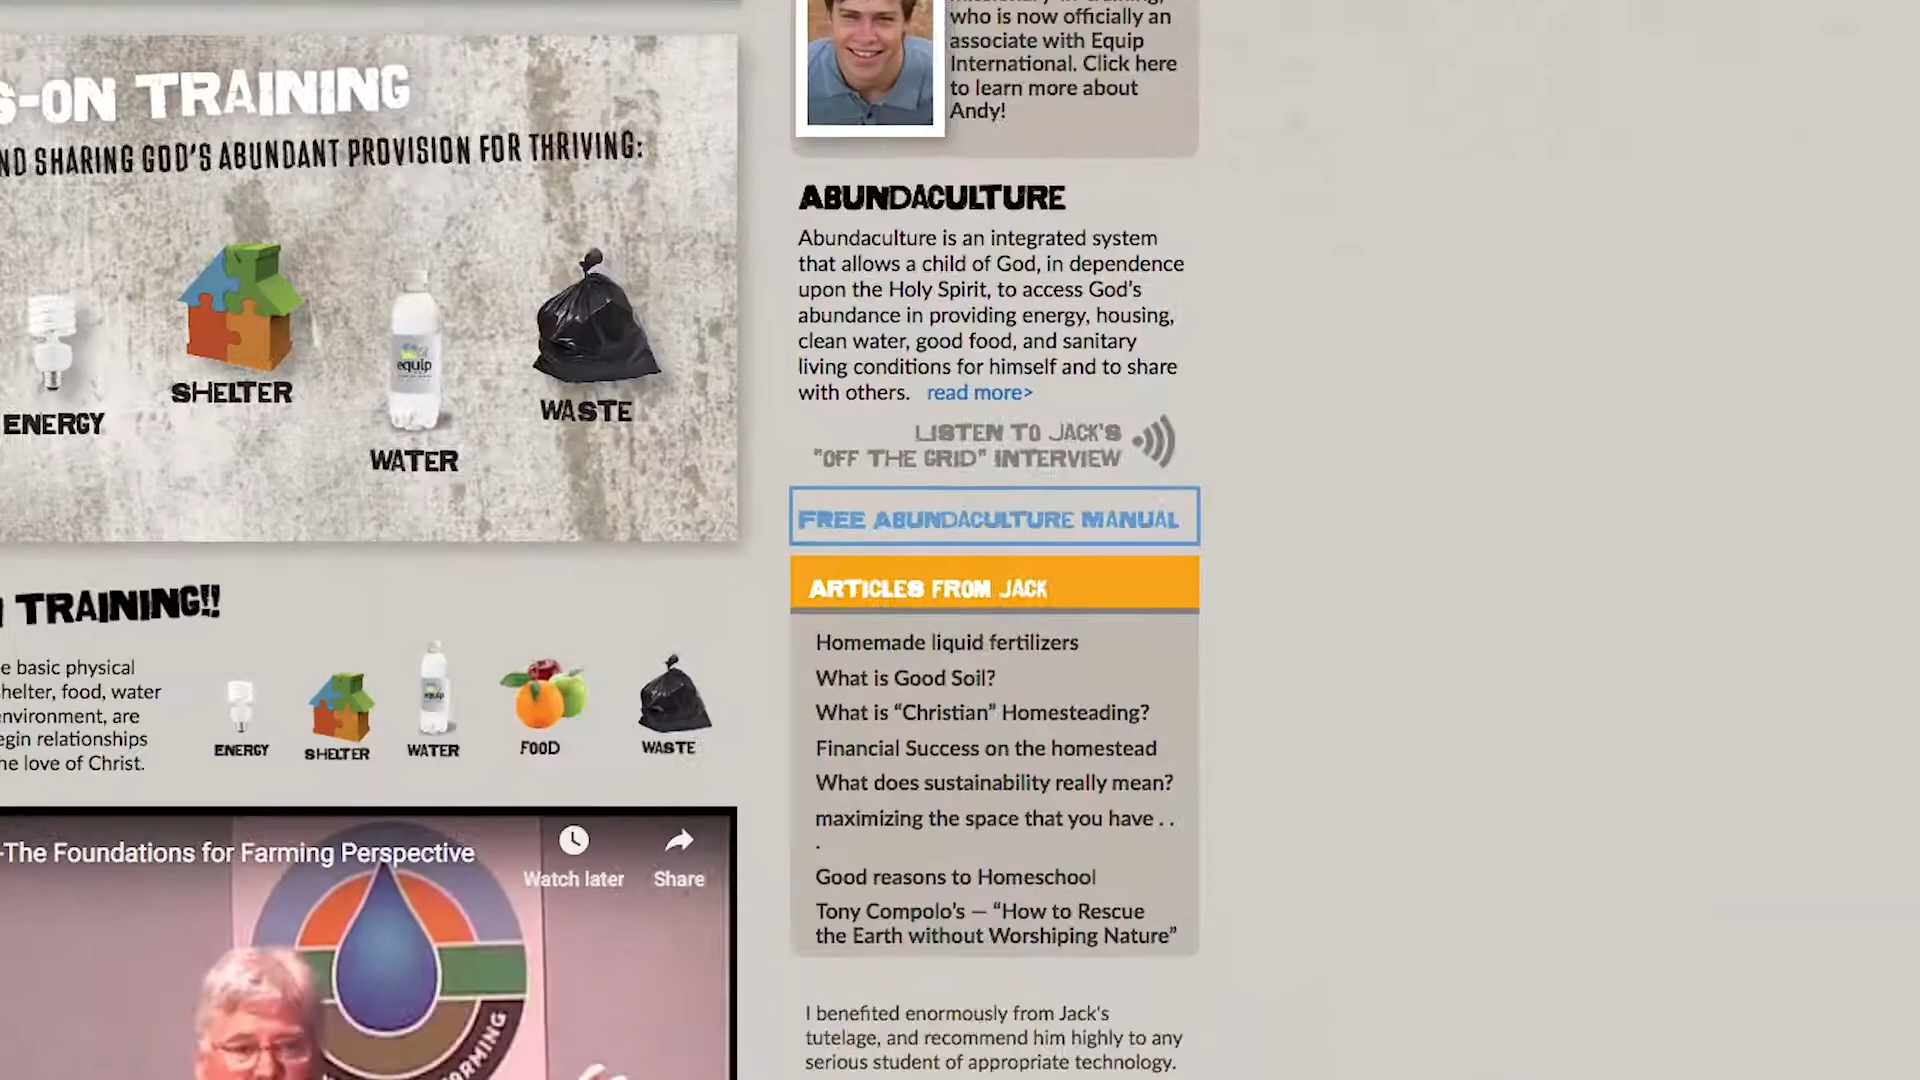 S-ON TRAINING
ND SHARING GOD'S ABUNDANT PROVISION FOR THRIVING:
ENERGY
SHELTER
equip
WATER
WASTE
TRAINING!!
e basic physical
helter, food, water
nvironment, are
egin relationships
he love of Christ.
ENERGY
SHELTER
equip
WATER
FOOD
WASTE
-The Foundations for Farming Perspective
Watch later
Share
who is now officially an
associate with Equip
International. Click here
to learn more about
Andy!
ABUNDACULTURE
Abundaculture is an integrated system
that allows a child of God, in dependence
upon the Holy Spirit, to access God's
abundance in providing energy, housing,
clean water, good food, and sanitary
living conditions for himself and to share
with others. read more>
LISTEN TO JACK'S
"OFF THE GRID" INTERVIEW
FREE ABUNDACULTURE MANUAL
ARTICLES FROM JACK
Homemade liquid fertilizers
What is Good Soil?
What is “Christian” Homesteading?
Financial Success on the homestead
What does sustainability really mean?
maximizing the space that you have . .
.
Good reasons to Homeschool
Tony Compolo's — “How to Rescue
the Earth without Worshiping Nature”
I benefited enormously from Jack's
tutelage, and recommend him highly to any
serious student of appropriate technology.